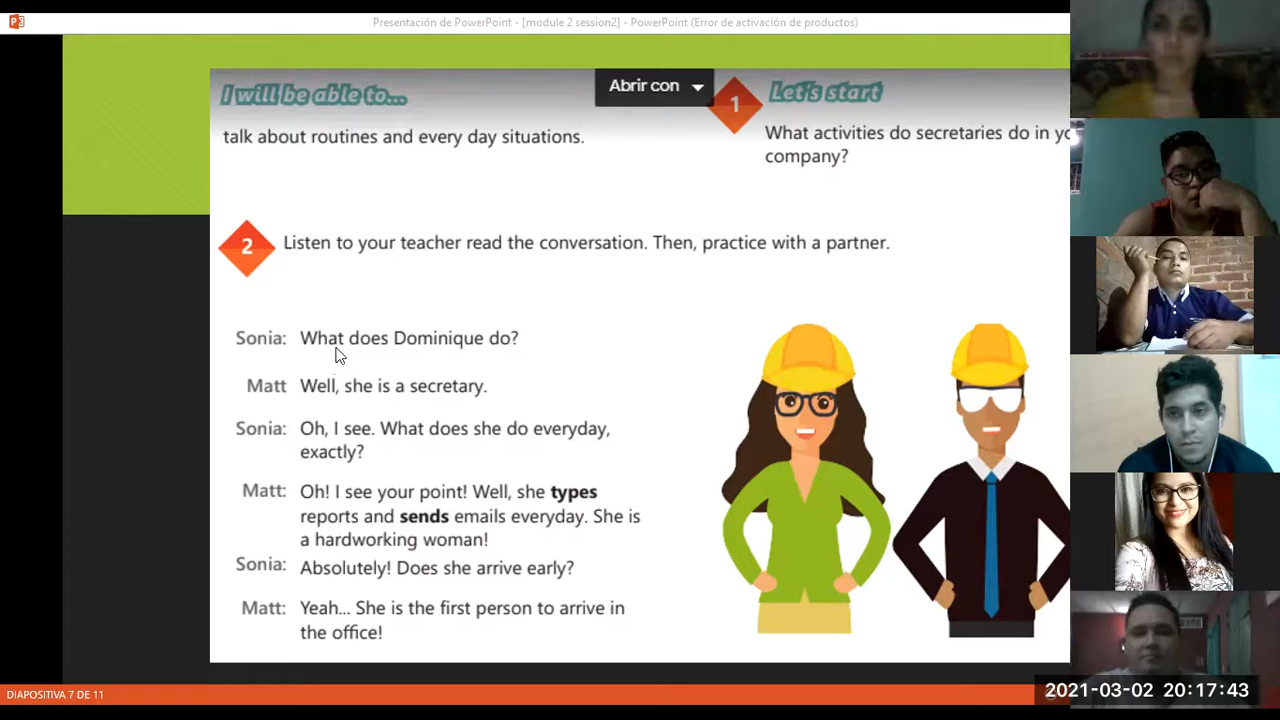 Presentación de PowerPoint - [module 2 session2] - PowerPoint (Error de activación de productos)
I will be able to...
Abrir con
1
Let's start
talk about routines and every day situations.
What activities do secretaries do in
company?
2
Listen to your teacher read the conversation. Then, practice with a partner.
Sonia: What does Dominique do?
Matt Well, she is a secretary.
Sonia: Oh, I see. What does she do everyday,
exactly?
Matt: Oh! I see your point! Well, she types
reports and sends emails everyday. She is
a hardworking woman!
Sonia: Absolutely! Does she arrive early?
Matt: Yeah... She is the first person to arrive in
the office!
DIAPOSITIVA 7 DE 11
2021-03-02 20:17:43